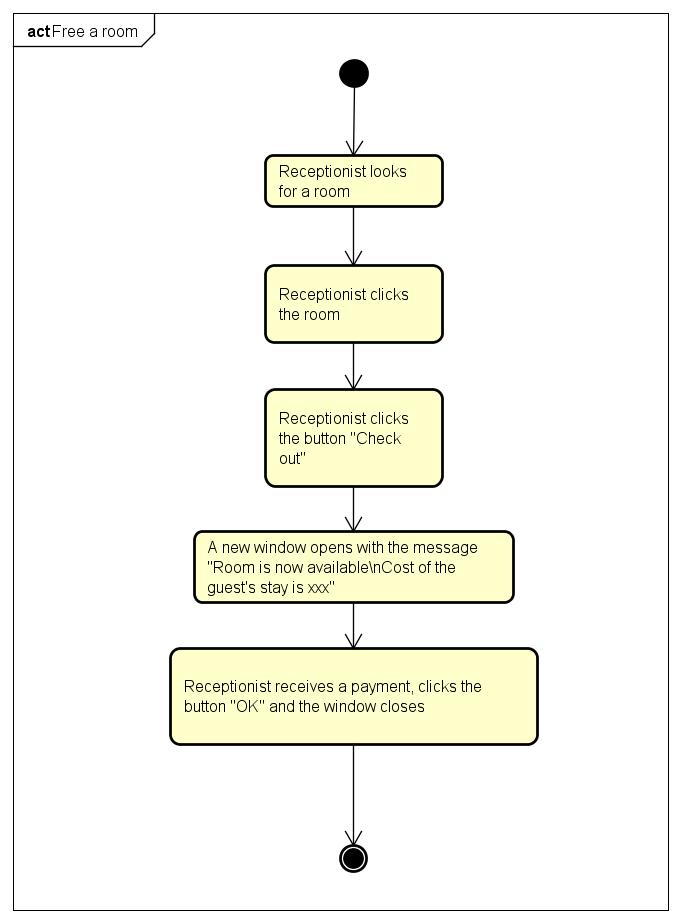 act Free a room
Receptionist looks
for a room
Receptionist clicks
the room
Receptionist clicks
the button "Check
out"
A new window opens with the message
"Room is now available\nCost of the
guest's stay is xxx"
Receptionist receives a payment, clicks the
button "OK" and the window closes